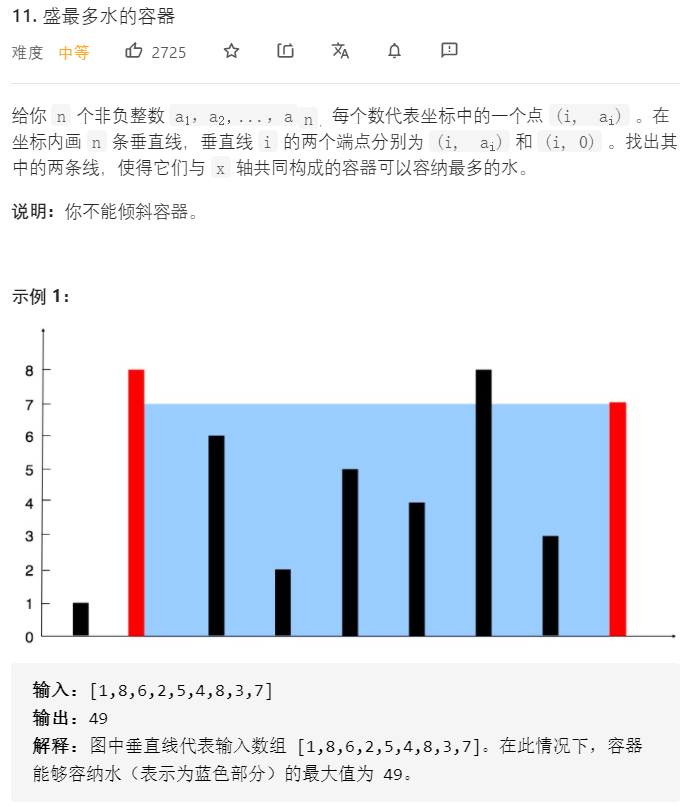 11. 盛最多水的容器
难度 中等 2725
给你 n 个非负整数 a1，a2，...，a n，每个数代表坐标中的一个点 (i, ai) 。在
坐标内画 n 条垂直线，垂直线 i 的两个端点分别为 (i, ai) 和 (i, 0) 。找出其
中的两条线，使得它们与 x 轴共同构成的容器可以容纳最多的水。
说明：你不能倾斜容器。
示例 1：
8
7
6
5
4
3
2
1
0
输入：[1,8,6,2,5,4,8,3,7]
输出：49
解释：图中垂直线代表输入数组 [1,8,6,2,5,4,8,3,7]。在此情况下，容器
能够容纳水（表示为蓝色部分）的最大值为 49。